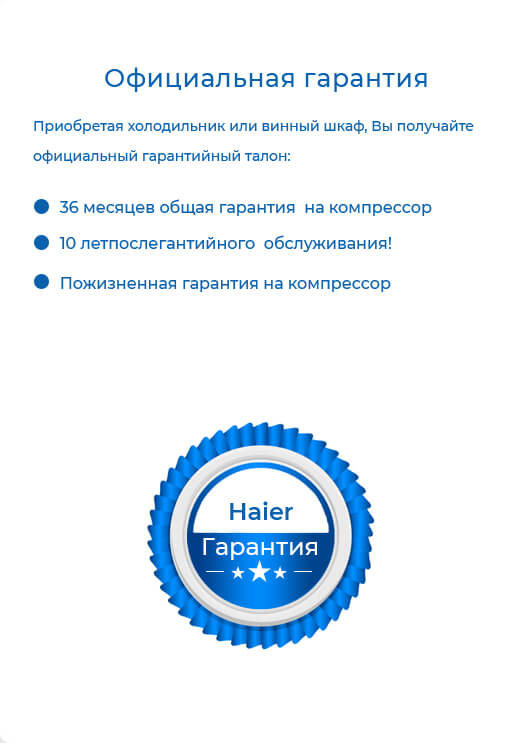 Официальная гарантия
Приобретая холодильник или винный шкаф, Вы получайте
официальный гарантийный талон:
36 месяцев общая гарантия на компрессор
10 летпослегантийного обслуживания!
Пожизненная гарантия на компрессор
Haier
Гарантия